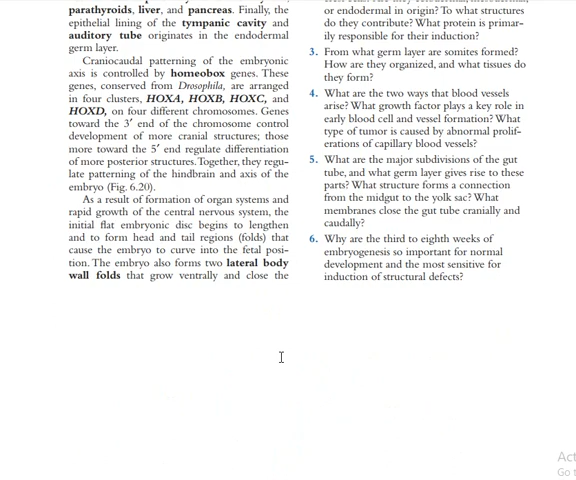 parathyroids, liver, and pancreas. Finally, the
epithelial lining of the tympanic cavity and
auditory tube originates in the endodermal
germ layer.
Craniocaudal patterning of the embryonic
axis is controlled by homeobox genes. These
genes, conserved from Drosophila, are arranged
in four clusters, HOXA, HOXB, HOXC, and
HOXD, on four different chromosomes. Genes
toward the 3′ end of the chromosome control
development of more cranial structures; those
more toward the 5′ end regulate differentiation
of more posterior structures. Together, they regu-
late patterning of the hindbrain and axis of the
embryo (Fig. 6.20).
As a result of formation of organ systems and
rapid growth of the central nervous system, the
initial flat embryonic disc begins to lengthen
and to form head and tail regions (folds) that
cause the embryo to curve into the fetal posi-
tion. The embryo also forms two lateral body
wall folds that grow ventrally and close the
or endodermal in origin? To what structures
do they contribute? What protein is primar-
ily responsible for their induction?
3. From what germ layer are somites formed?
How are they organized, and what tissues do
they form?
4. What are the two ways that blood vessels
arise? What growth factor plays a key role in
early blood cell and vessel formation? What
type of tumor is caused by abnormal prolif-
erations of capillary blood vessels?
5. What are the major subdivisions of the gut
tube, and what germ layer gives rise to these
parts? What structure forms a connection
from the midgut to the yolk sac? What
membranes close the gut tube cranially and
caudally?
6. Why are the third to eighth weeks of
embryogenesis so important for normal
development and the most sensitive for
induction of structural defects?
Act
Go t